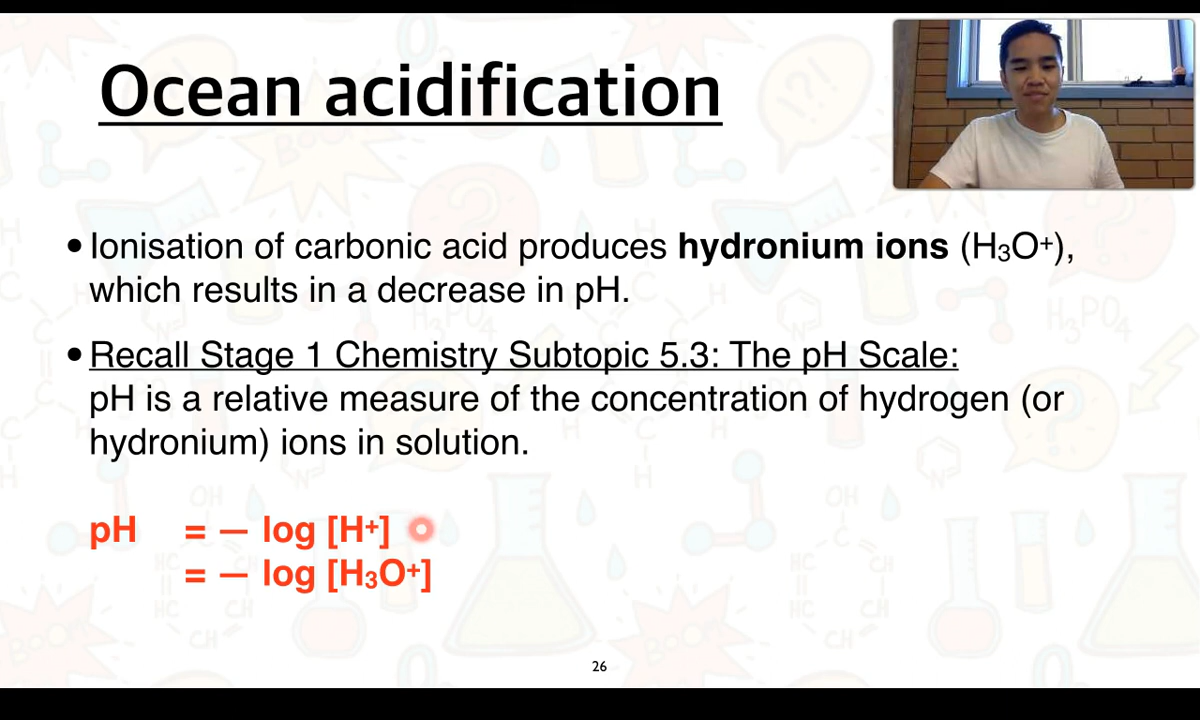 Ocean acidification
• Ionisation of carbonic acid produces hydronium ions (H₃O⁺),
which results in a decrease in pH.
• Recall Stage 1 Chemistry Subtopic 5.3: The pH Scale:
pH is a relative measure of the concentration of hydrogen (or
hydronium) ions in solution.
pH = — log [H⁺]
= — log [H₃O⁺]
26